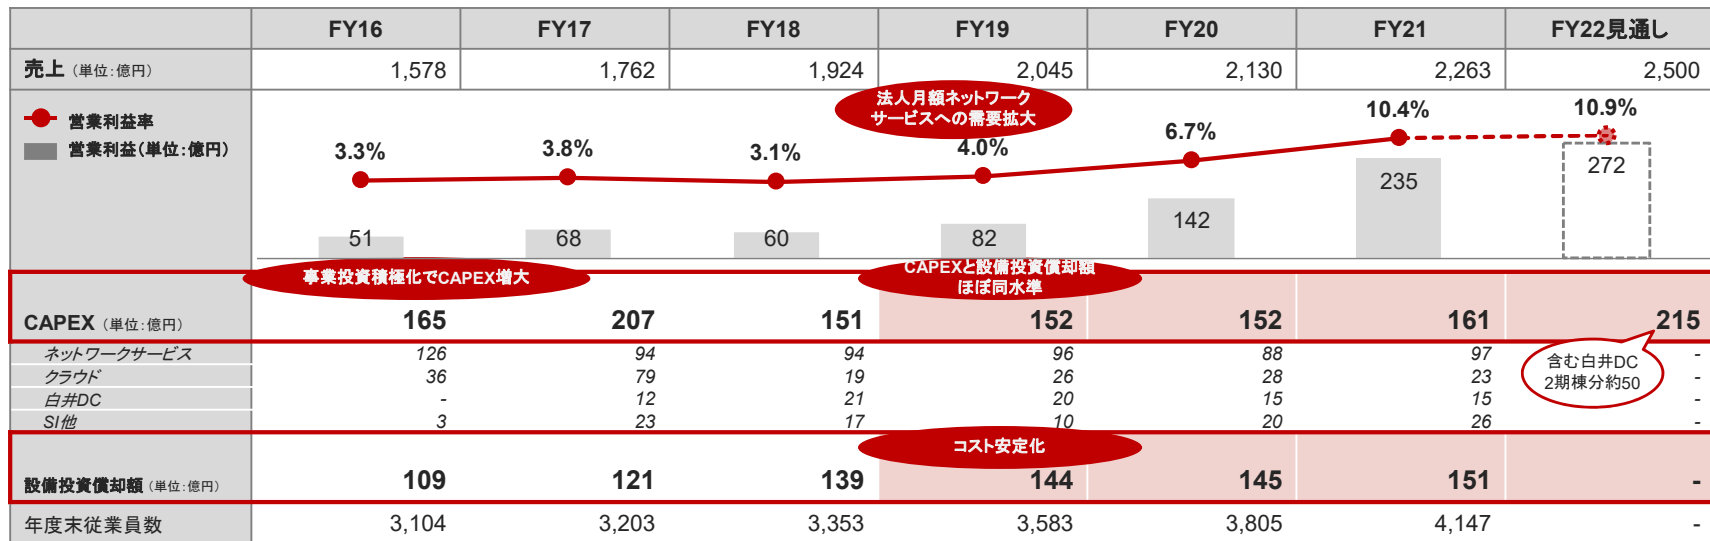 FY16 FY17 FY18 FY19 FY20 FY21 FY22見通し
売上（単位：億円） 1,578 1,762 1,924 2,045 2,130 2,263 2,500
法人月額ネットワーク
サービスへの需要拡大
営業利益率
営業利益（単位：億円）
3.3% 3.8% 3.1% 4.0% 6.7% 10.4% 10.9%
51 68 60 82 142 235 272
事業投資積極化でCAPEX増大
CAPEXと設備投資償却額
ほぼ同水準
CAPEX（単位：億円） 165 207 151 152 152 161 215
ネットワークサービス 126 94 94 96 88 97 -
クラウド 36 79 19 26 28 23 -
白井DC - 12 21 20 15 15 -
SI他 3 23 17 10 20 26 -
含む白井DC
2期棟分約50
コスト安定化
設備投資償却額（単位：億円） 109 121 139 144 145 151 -
年度末従業員数 3,104 3,203 3,353 3,583 3,805 4,147 -